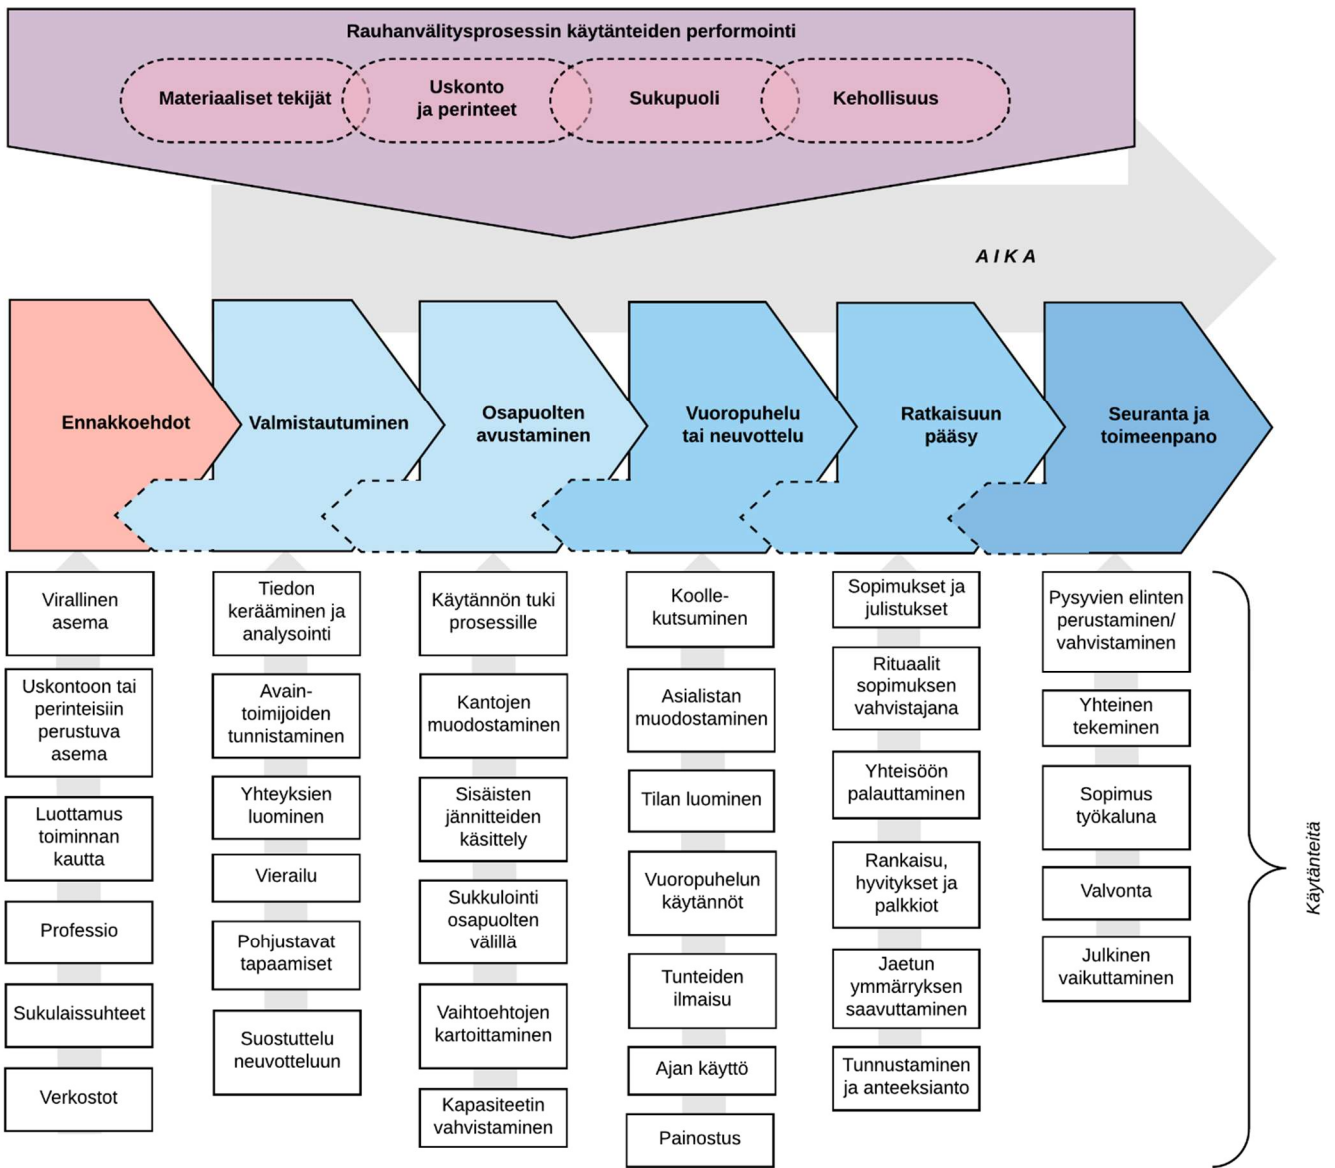 Rauhanvälitysprosessin käytänteiden performointi
Materiaaliset tekijät
Uskonto
ja perinteet
Sukupuoli
Kehollisuus
AIKA
Ennakkoehdot
Valmistautuminen
Osapuolten
avustaminen
Vuoropuhelu
tai neuvottelu
Ratkaisuun
pääsy
Seuranta ja
toimeenpano
Virallinen
asema
Uskontoon tai
perinteisiin
perustuva
asema
Luottamus
toiminnan
kautta
Professio
Sukulaissuhteet
Verkostot
Tiedon
kerääminen ja
analysointi
Avain-
toimijoiden
tunnistaminen
Yhteyksien
luominen
Vierailu
Pohjustavat
tapaamiset
Suostuttelu
neuvotteluun
Käytännön tuki
prosessille
Kantojen
muodostaminen
Sisäisten
jännitteiden
käsittely
Sukkulointi
osapuolten
välillä
Vaihtoehtojen
kartoittaminen
Kapasiteetin
vahvistaminen
Koolle-
kutsuminen
Asialistan
muodostaminen
Tilan luominen
Vuoropuhelun
käytännöt
Tunteiden
ilmaisu
Ajan käyttö
Painostus
Sopimukset ja
julistukset
Rituaalit
sopimuksen
vahvistajana
Yhteisöön
palauttaminen
Rankaisu,
hyvitykset ja
palkkiot
Jaetun
ymmärryksen
saavuttaminen
Tunnustaminen
ja anteeksianto
Pysyvien elinten
perustaminen/
vahvistaminen
Yhteinen
tekeminen
Sopimus
työkaluna
Valvonta
Julkinen
vaikuttaminen
Käytänteitä